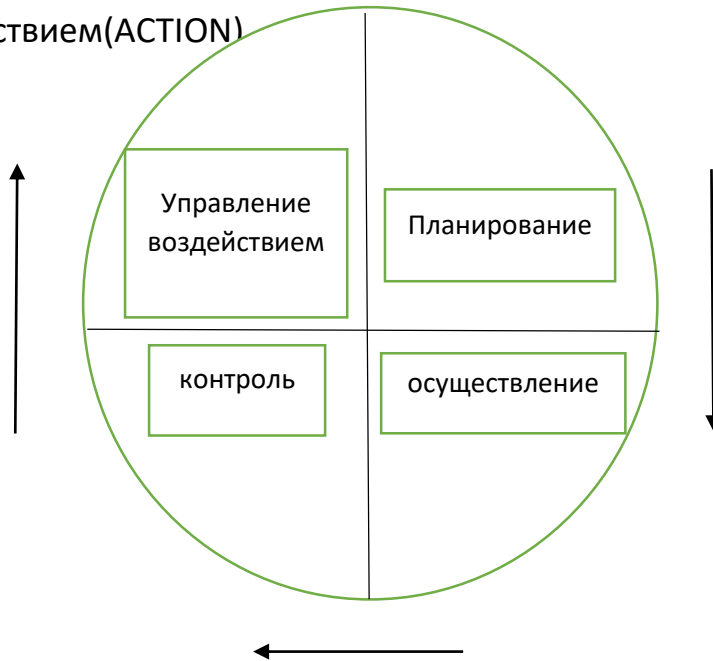 ствием(ACTION)
Управление
воздействием
Планирование
контроль
осуществление